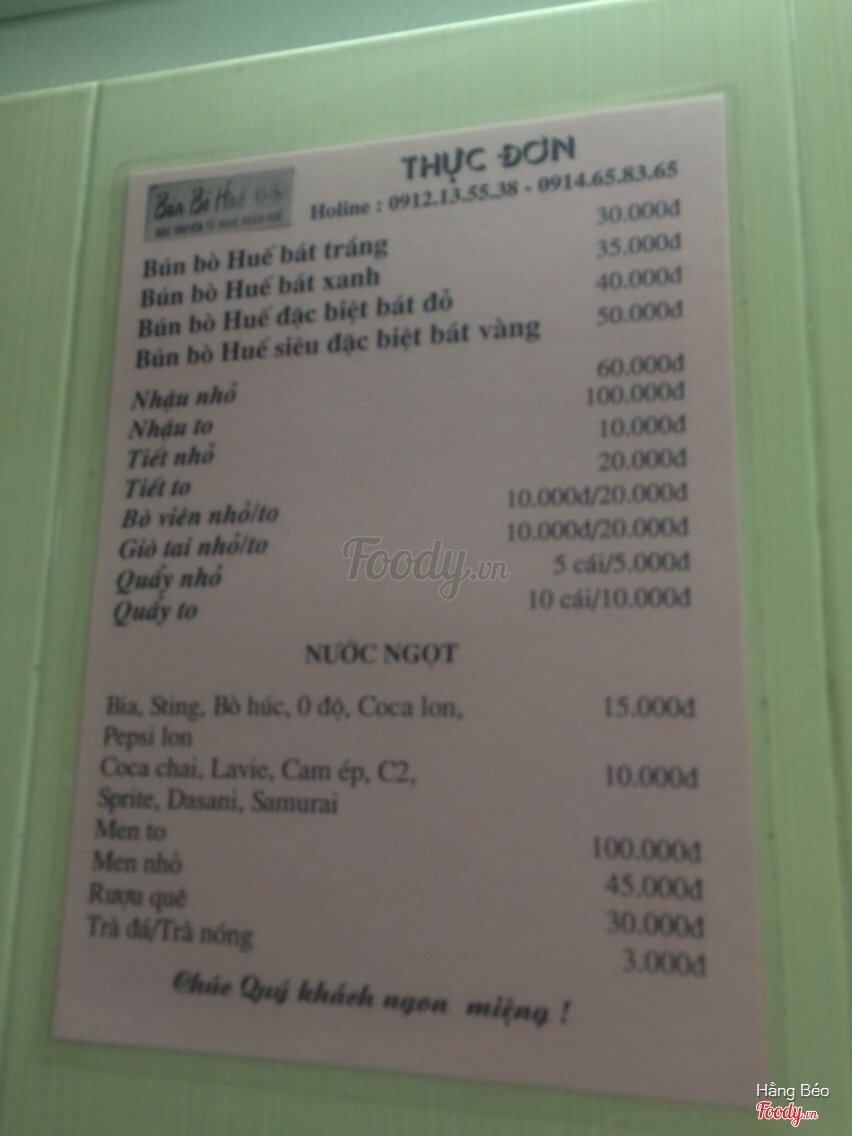 THỰC ĐƠN
Bún Bò Huế
Holine : 0912.13.55.38 - 0914.65.83.65
Bún bò Huế bát trắng 30.000đ
Bún bò Huế bát xanh 35.000đ
Bún bò Huế đặc biệt bát đỏ 40.000đ
Bún bò Huế siêu đặc biệt bát vàng 50.000đ
Nhậu nhỏ 60.000đ
Nhậu to 100.000đ
Tiết nhỏ 10.000đ
Tiết to 20.000đ
Bò viên nhỏ/to 10.000đ/20.000đ
Giò tai nhỏ/to 10.000đ/20.000đ
Quẩy nhỏ 5 cái/5.000đ
Quẩy to 10 cái/10.000đ
Foody.vn
NƯỚC NGỌT
Bia, Sting, Bò húc, 0 độ, Coca lon, 15.000đ
Pepsi lon
Coca chai, Lavie, Cam ép, C2, 10.000đ
Sprite, Dasani, Samurai
Men to 100.000đ
Men nhỏ 45.000đ
Rượu quê 30.000đ
Trà đá/Trà nóng 3.000đ
Chúc Quý khách ngon miệng !
Hằng Béo
Foody.vn